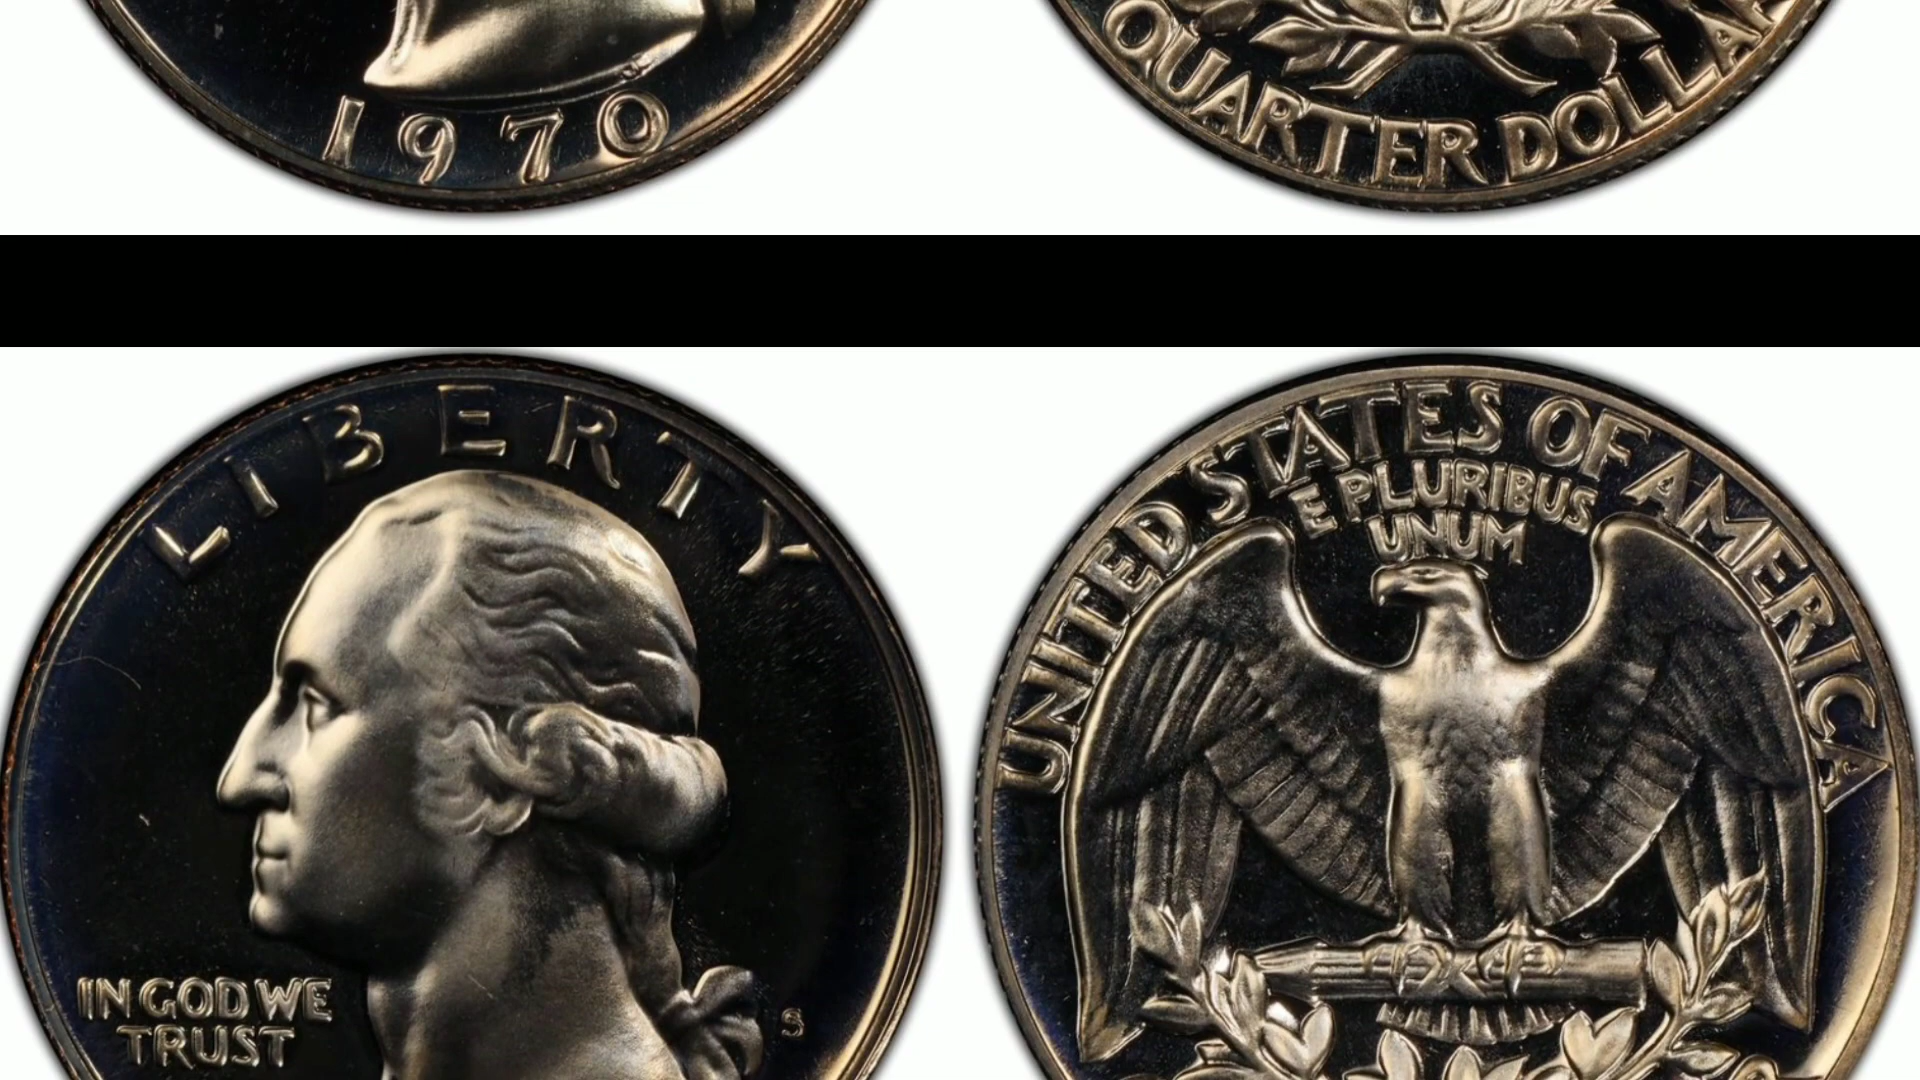 1970
QUARTER DOLLAR
LIBERTY
IN GOD WE
TRUST
S
UNITED STATES OF AMERICA
E PLURIBUS
UNUM